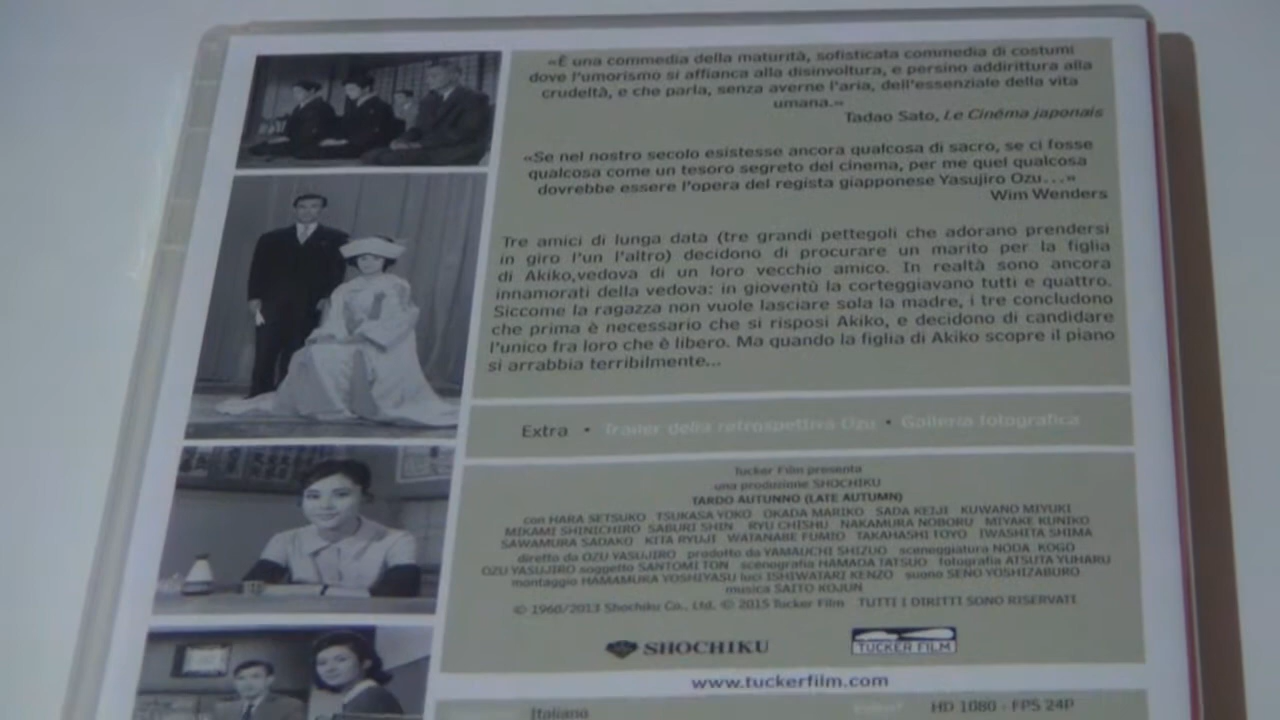 «È una commedia della maturità, sofisticata commedia di costumi
dove l'umorismo si affianca alla disinvoltura, e persino addirittura alla
crudeltà, e che parla, senza averne l'aria, dell'essenziale della vita
umana.»
Tadao Sato, Le Cinéma japonais
«Se nel nostro secolo esistesse ancora qualcosa di sacro, se ci fosse
qualcosa come un tesoro segreto del cinema, per me quel qualcosa
dovrebbe essere l'opera del regista giapponese Yasujiro Ozu...»
Wim Wenders
Tre amici di lunga data (tre grandi pettegoli che adorano prendersi
in giro l'un l'altro) decidono di procurare un marito per la figlia
di Akiko,vedova di un loro vecchio amico. In realtà sono ancora
innamorati della vedova: in gioventù la corteggiavano tutti e quattro.
Siccome la ragazza non vuole lasciare sola la madre, i tre concludono
che prima è necessario che si risposi Akiko, e decidono di candidare
l'unico fra loro che è libero. Ma quando la figlia di Akiko scopre il piano
si arrabbia terribilmente...
Extra • Trailer della retrospettiva Ozu • Galleria fotografica
Tucker Film presenta
una produzione SHOCHIKU
TARDO AUTUNNO (LATE AUTUMN)
con HARA SETSUKO TSUKASA YOKO OKADA MARIKO SADA KEIJI KUWANO MIYUKI
MIKAMI SHINICHIRO SABURI SHIN RYU CHISHU NAKAMURA NOBORU MIYAKE KUNIKO
SAWAMURA SADAKO KITA RYUJI WATANABE FUMIO TAKAHASHI TOYO IWASHITA SHIMA
diretto da OZU YASUJIRO prodotto da YAMAUCHI SHIZUO sceneggiatura NODA KOGO
OZU YASUJIRO soggetto SANTOMI TON scenografia HAMADA TATSUO fotografia ATSUTA YUHARU
montaggio HAMAMURA YOSHIYASU luci ISHIWATARI KENZO suono SENO YOSHIZABURO
musica SAITO KOJUN
© 1960/2013 Shochiku Co., Ltd. © 2015 Tucker Film TUTTI I DIRITTI SONO RISERVATI
SHOCHIKU
TUCKER FILM
www.tuckerfilm.com
Italiano
HD 1080 - FPS 24P